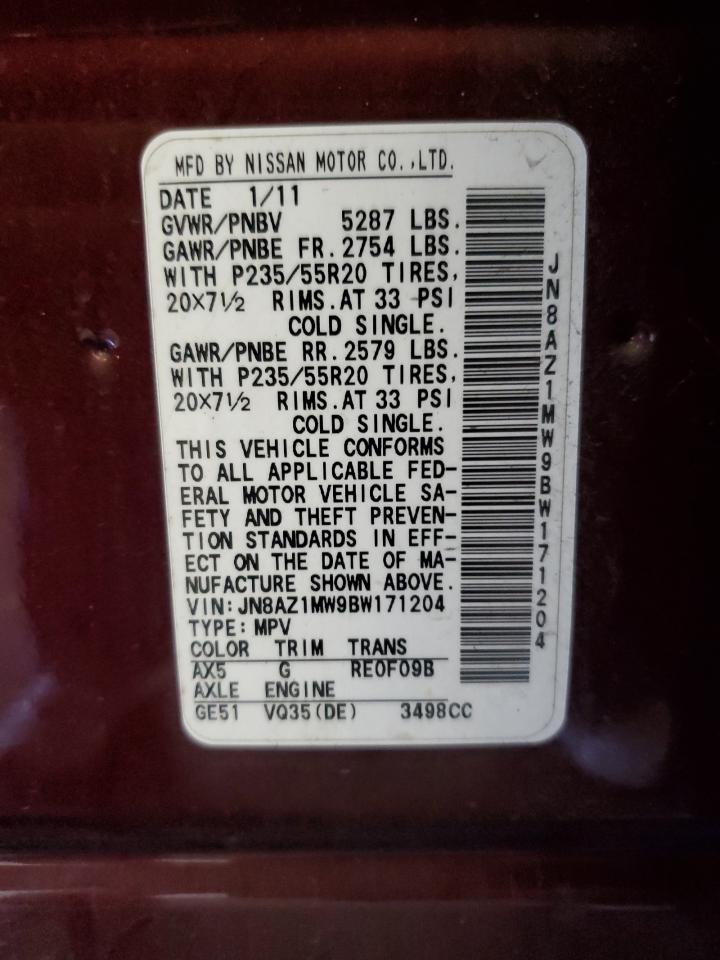 MFD BY NISSAN MOTOR CO.,LTD.
DATE 1/11
GVWR/PNBV 5287 LBS.
GAWR/PNBE FR.2754 LBS.
WITH P235/55R20 TIRES,
20X7½ RIMS.AT 33 PSI
COLD SINGLE.
GAWR/PNBE RR.2579 LBS.
WITH P235/55R20 TIRES,
20X7½ RIMS.AT 33 PSI
COLD SINGLE.
THIS VEHICLE CONFORMS
TO ALL APPLICABLE FED-
ERAL MOTOR VEHICLE SA-
FETY AND THEFT PREVEN-
TION STANDARDS IN EFF-
ECT ON THE DATE OF MA-
NUFACTURE SHOWN ABOVE.
VIN:JN8AZ1MW9BW171204
TYPE:MPV
COLOR TRIM TRANS
AX5 G RE0F09B
AXLE ENGINE
GE51 VQ35(DE) 3498CC
JN8AZ1MW9BW171204